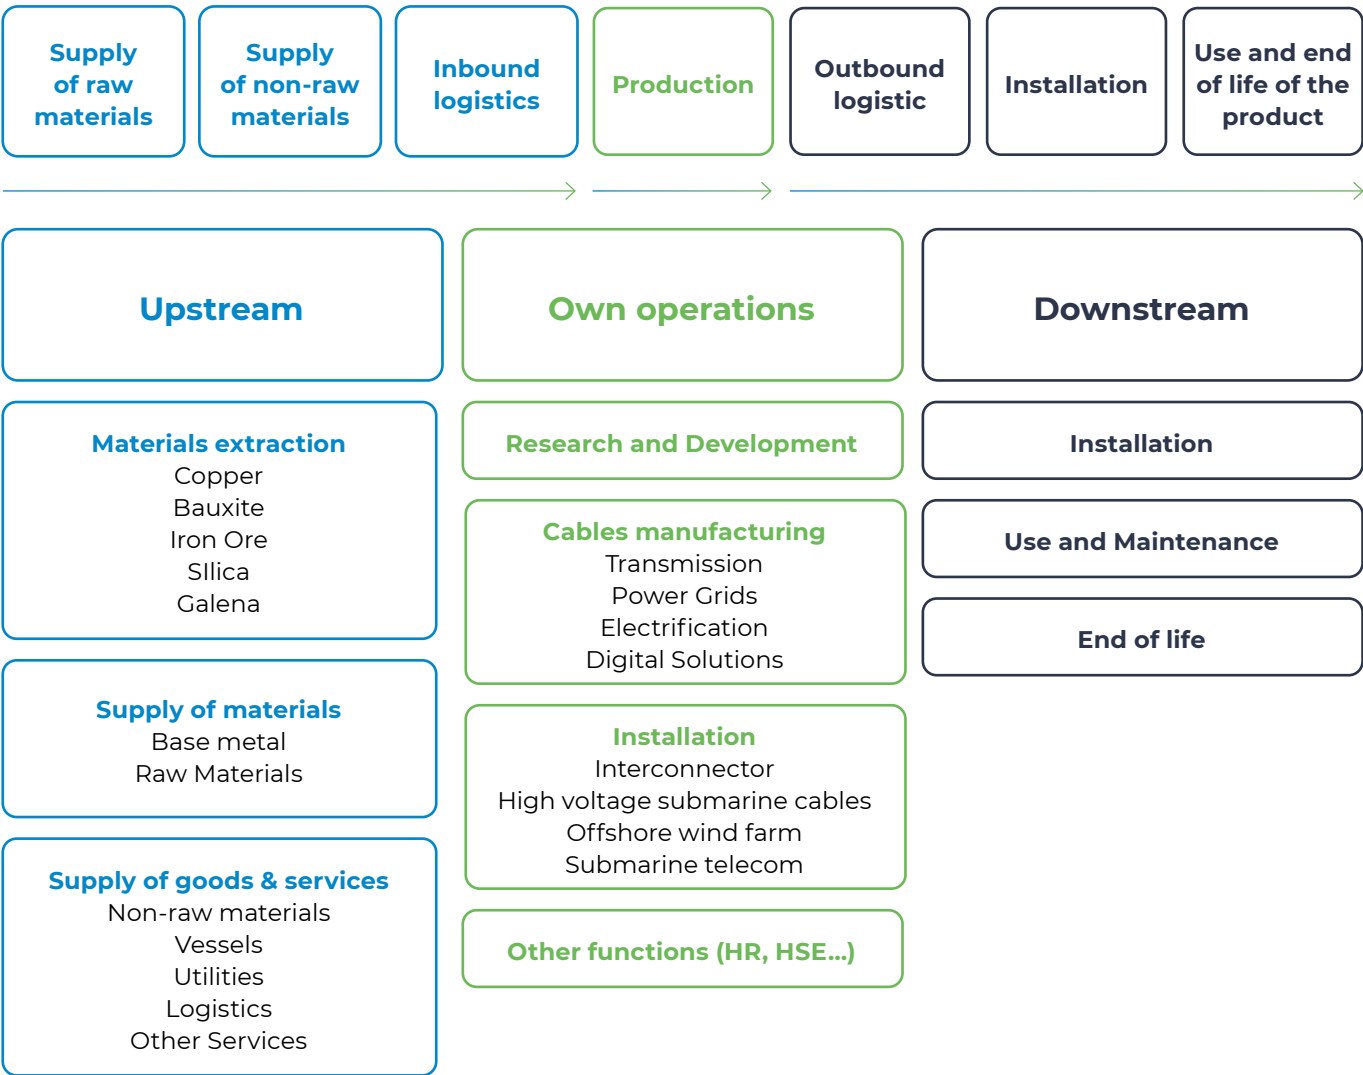 Supply
of raw
materials
Supply
of non-raw
materials
Inbound
logistics
Production
Outbound
logistic
Installation
Use and end
of life of the
product
Upstream
Materials extraction
Copper
Bauxite
Iron Ore
SIlica
Galena
Supply of materials
Base metal
Raw Materials
Supply of goods & services
Non-raw materials
Vessels
Utilities
Logistics
Other Services
Own operations
Research and Development
Cables manufacturing
Transmission
Power Grids
Electrification
Digital Solutions
Installation
Interconnector
High voltage submarine cables
Offshore wind farm
Submarine telecom
Other functions (HR, HSE...)
Downstream
Installation
Use and Maintenance
End of life